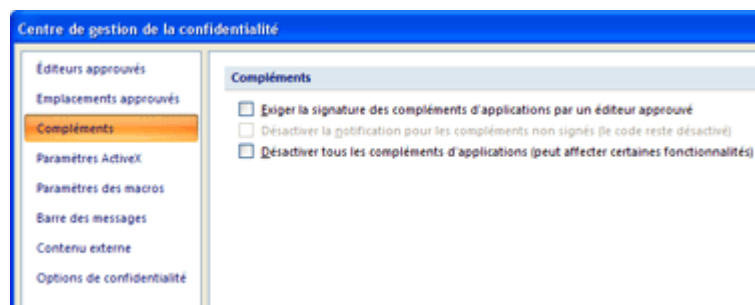 Centre de gestion de la confidentialité
Éditeurs approuvés
Emplacements approuvés
Compléments
Paramètres ActiveX
Paramètres des macros
Barre des messages
Contenu externe
Options de confidentialité
Compléments
Exiger la signature des compléments d'applications par un éditeur approuvé
Désactiver la notification pour les compléments non signés (le code reste désactivé)
Désactiver tous les compléments d'applications (peut affecter certaines fonctionnalités)